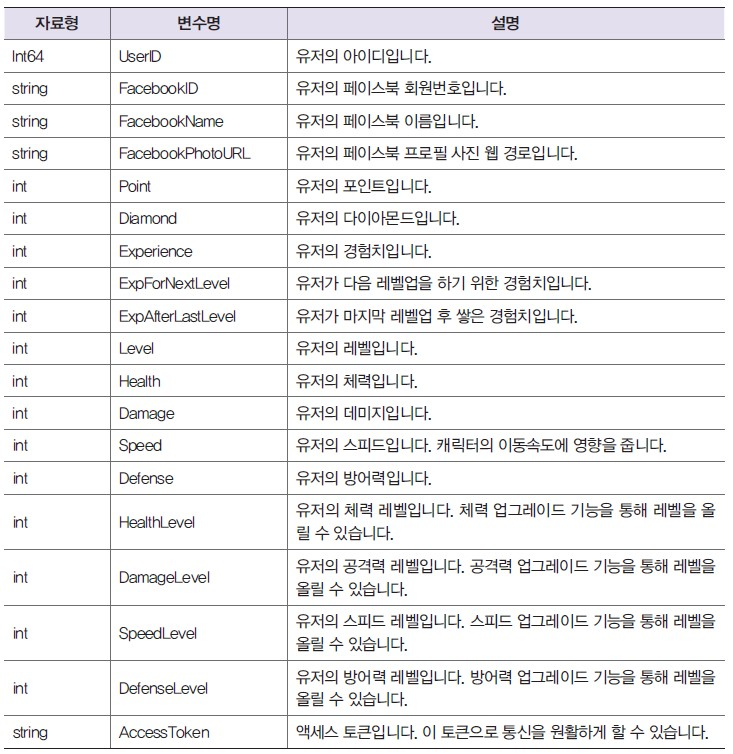 자료형 변수명 설명
Int64 UserID 유저의 아이디입니다.
string FacebookID 유저의 페이스북 회원번호입니다.
string FacebookName 유저의 페이스북 이름입니다.
string FacebookPhotoURL 유저의 페이스북 프로필 사진 웹 경로입니다.
int Point 유저의 포인트입니다.
int Diamond 유저의 다이아몬드입니다.
int Experience 유저의 경험치입니다.
int ExpForNextLevel 유저가 다음 레벨업을 하기 위한 경험치입니다.
int ExpAfterLastLevel 유저가 마지막 레벨업 후 쌓은 경험치입니다.
int Level 유저의 레벨입니다.
int Health 유저의 체력입니다.
int Damage 유저의 데미지입니다.
int Speed 유저의 스피드입니다. 캐릭터의 이동속도에 영향을 줍니다.
int Defense 유저의 방어력입니다.
int HealthLevel 유저의 체력 레벨입니다. 체력 업그레이드 기능을 통해 레벨을 올
릴 수 있습니다.
int DamageLevel 유저의 공격력 레벨입니다. 공격력 업그레이드 기능을 통해 레벨을
올릴 수 있습니다.
int SpeedLevel 유저의 스피드 레벨입니다. 스피드 업그레이드 기능을 통해 레벨을
올릴 수 있습니다.
int DefenseLevel 유저의 방어력 레벨입니다. 방어력 업그레이드 기능을 통해 레벨을
올릴 수 있습니다.
string AccessToken 액세스 토큰입니다. 이 토큰으로 통신을 원활하게 할 수 있습니다.